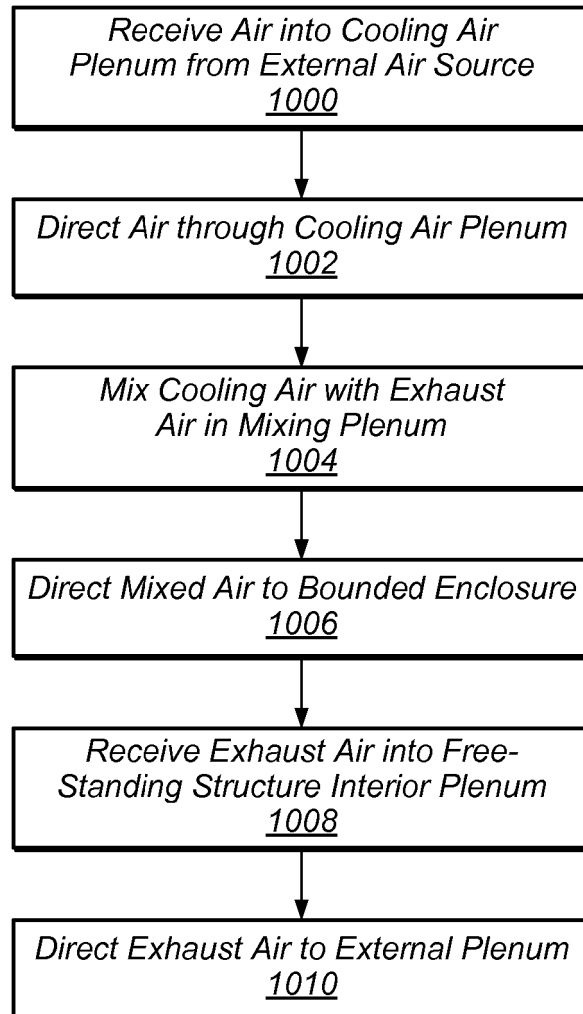 Receive Air into Cooling Air
Plenum from External Air Source
1000
Direct Air through Cooling Air Plenum
1002
Mix Cooling Air with Exhaust
Air in Mixing Plenum
1004
Direct Mixed Air to Bounded Enclosure
1006
Receive Exhaust Air into Free-
Standing Structure Interior Plenum
1008
Direct Exhaust Air to External Plenum
1010